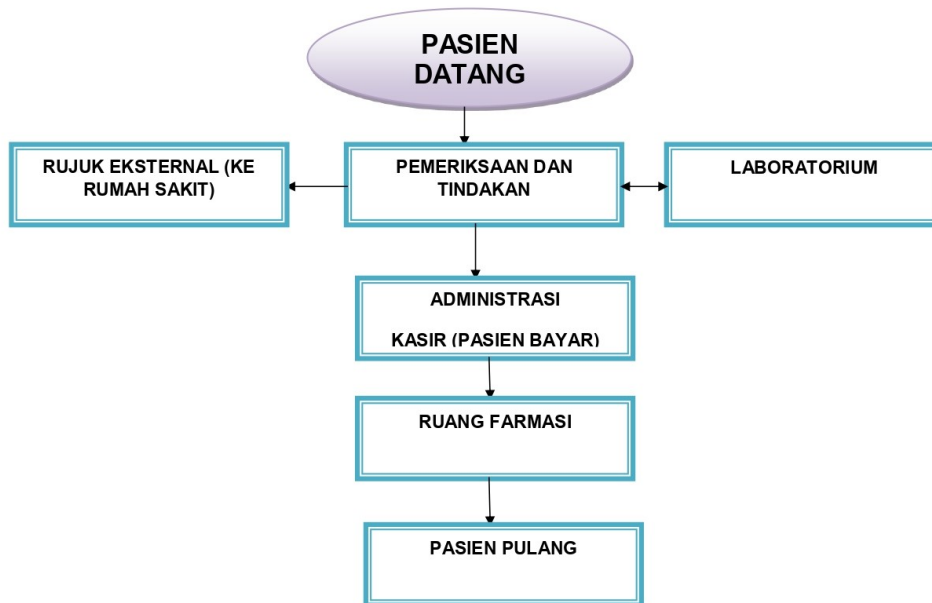 PASIEN
DATANG
RUJUK EKSTERNAL (KE
RUMAH SAKIT)
PEMERIKSAAN DAN
TINDAKAN
LABORATORIUM
ADMINISTRASI
KASIR (PASIEN BAYAR)
RUANG FARMASI
PASIEN PULANG